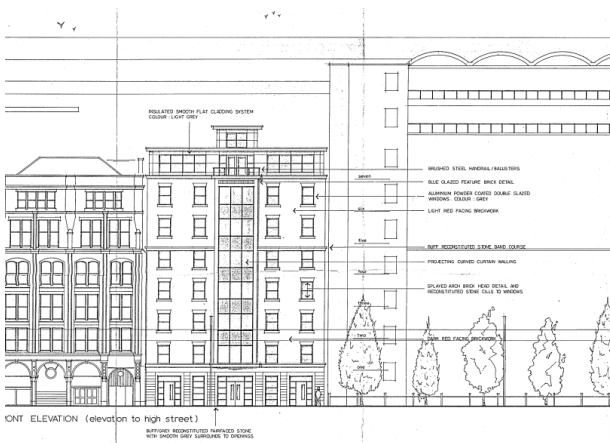 INSULATED SMOOTH FLAT CLADDING SYSTEM
COLOUR : LIGHT GREY
BRUSHED STEEL HANDRAIL/BALUSTERS
seven
BLUE GLAZED FEATURE BRICK DETAIL
ALUMINIUM POWDER COATED DOUBLE GLAZED
WINDOWS. COLOUR : GREY
six
LIGHT RED FACING BRICKWORK
five
BUFF RECONSTITUTED STONE BAND COURSE
PROJECTING CURVED CURTAIN WALLING
four
SPLAYED ARCH BRICK HEAD DETAIL AND
RECONSTITUTED STONE CILLS TO WINDOWS
three
two
DARK RED FACING BRICKWORK
one
RONT ELEVATION (elevation to high street)
BUFF/GREY RECONSTITUTED FAIRFACED STONE
WITH SMOOTH GREY SURROUNDS TO OPENINGS